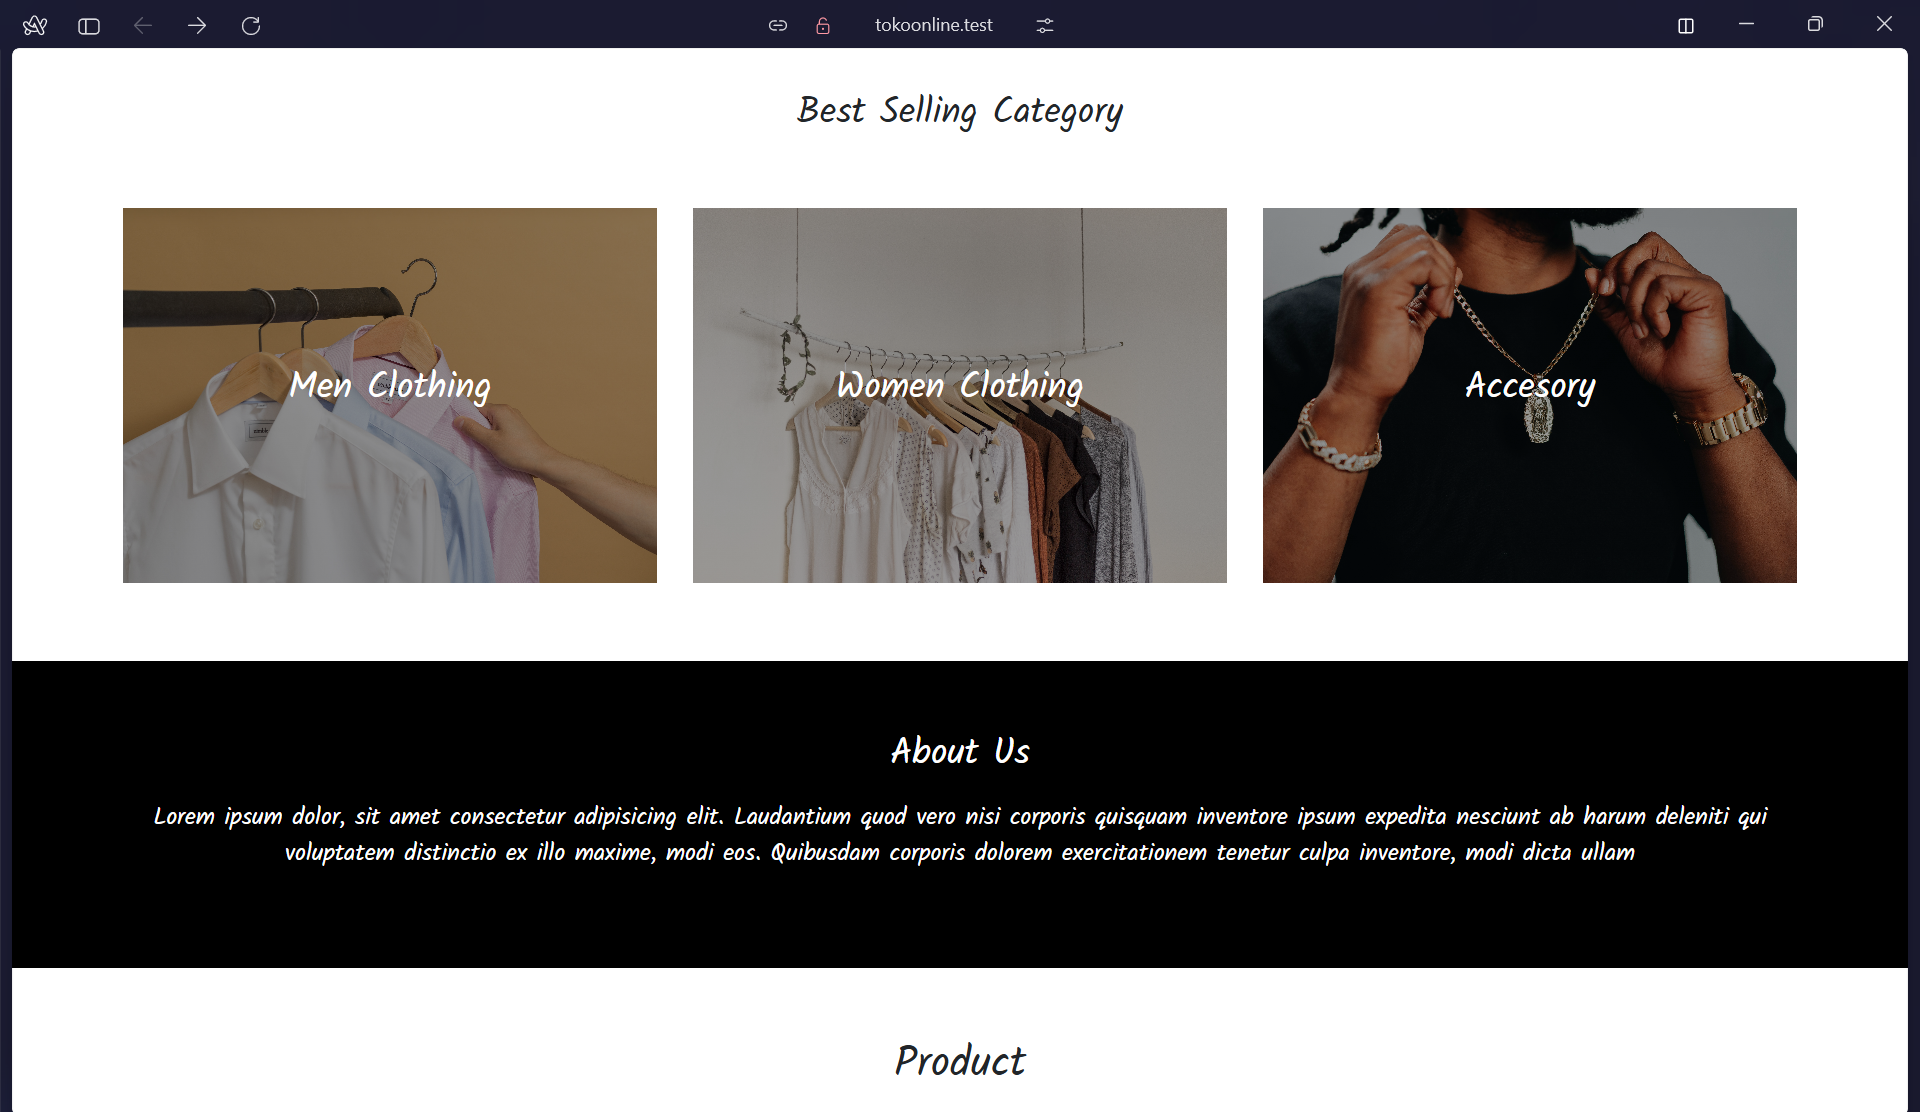 tokoonline.test
Best Selling Category
Men Clothing
Women Clothing
Accesory
About Us
Lorem ipsum dolor, sit amet consectetur adipisicing elit. Laudantium quod vero nisi corporis quisquam inventore ipsum expedita nesciunt ab harum deleniti qui
voluptatem distinctio ex illo maxime, modi eos. Quibusdam corporis dolorem exercitationem tenetur culpa inventore, modi dicta ullam
Product